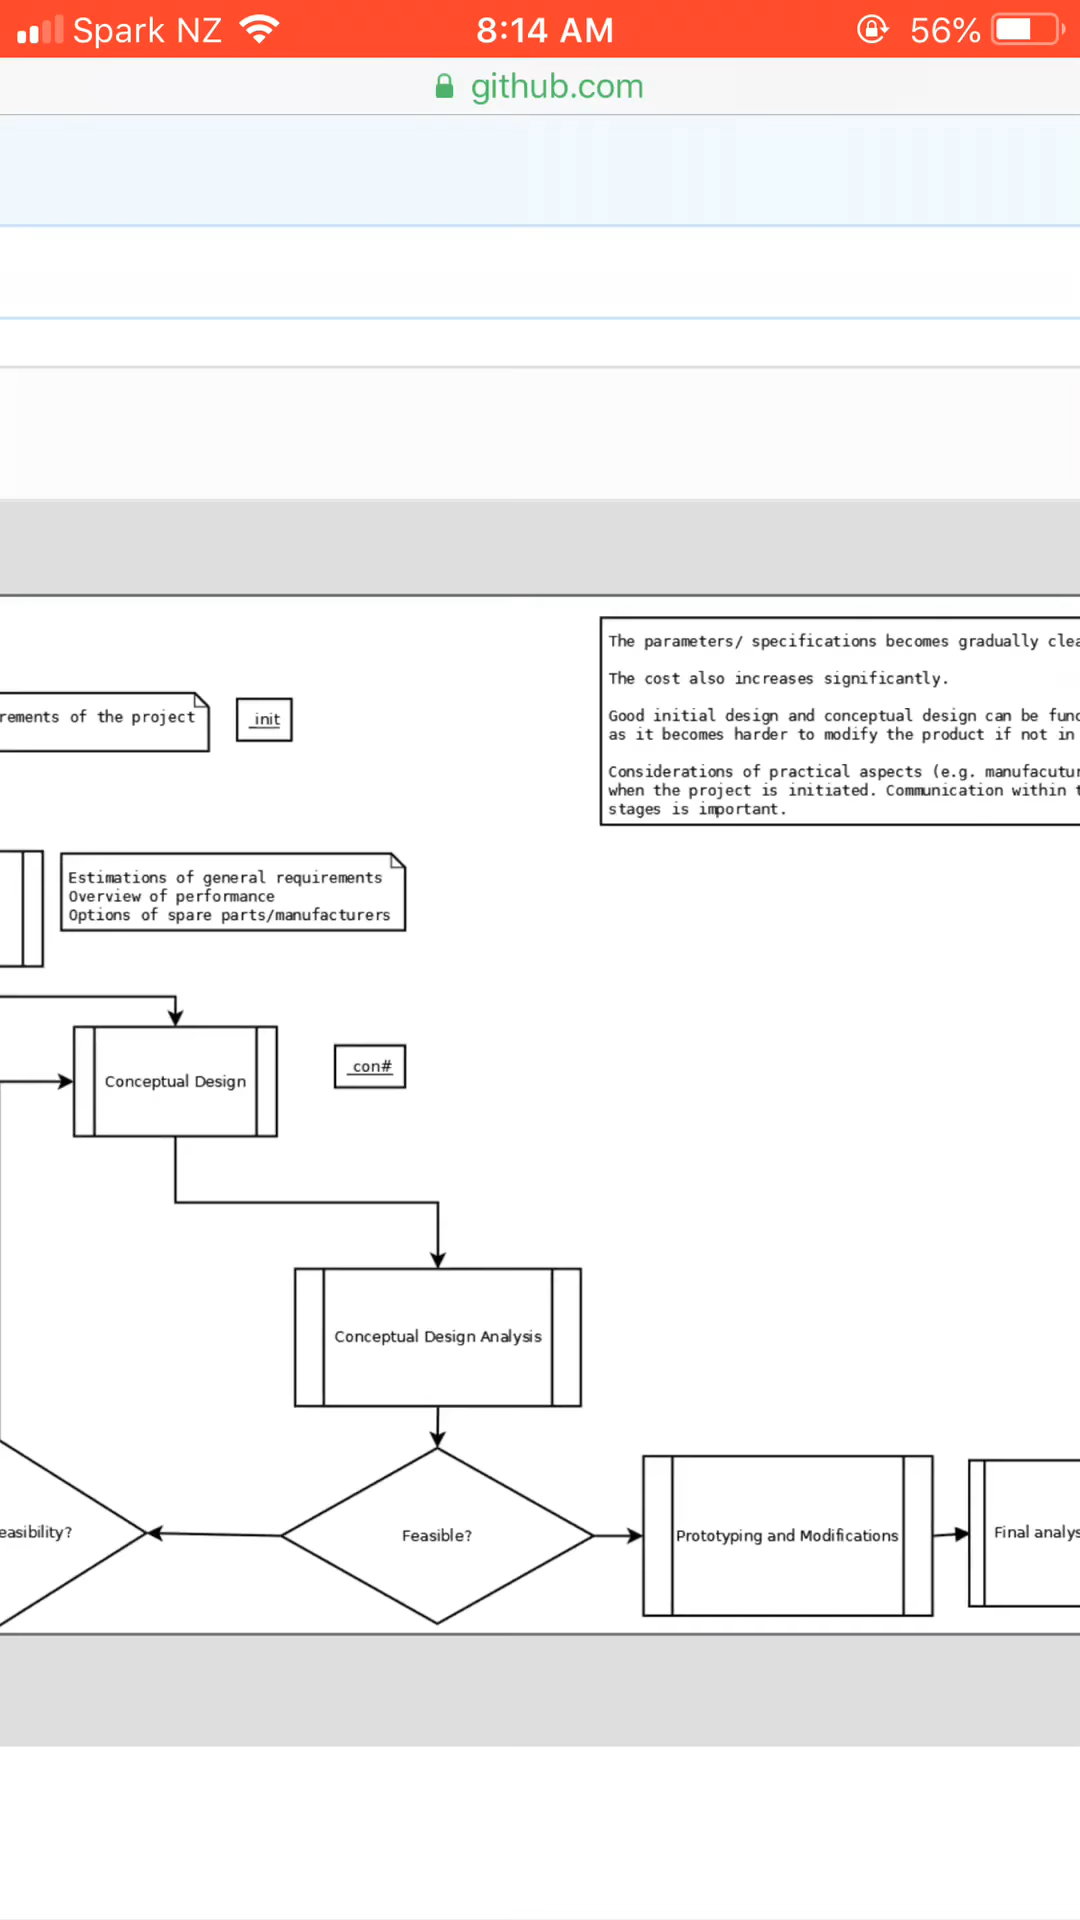 Spark NZ 8:14 AM 56%
github.com
The parameters/ specifications becomes gradually
The cost also increases significantly.
rements of the project
_init
Good initial design and conceptual design can be
as it becomes harder to modify the product if not in
Considerations of practical aspects (e.g.
when the project is initiated. Communication within
stages is important.
Estimations of general requirements
Overview of performance
Options of spare parts/manufacturers
Conceptual Design
_con#
Conceptual Design Analysis
easibility?
Feasible?
Prototyping and Modifications
Final